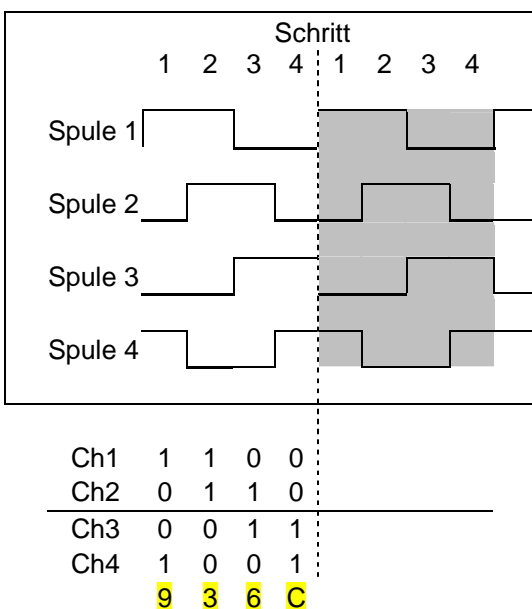 Schritt
1 2 3 4 1 2 3 4
Spule 1
Spule 2
Spule 3
Spule 4
Ch1 1 1 0 0
Ch2 0 1 1 0
Ch3 0 0 1 1
Ch4 1 0 0 1
9 3 6 C